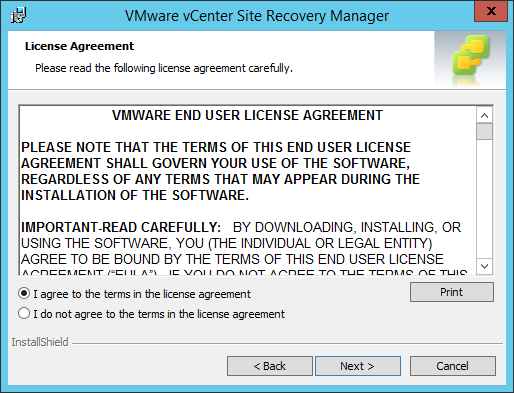 VMware vCenter Site Recovery Manager
License Agreement
Please read the following license agreement carefully.
VMWARE END USER LICENSE AGREEMENT
PLEASE NOTE THAT THE TERMS OF THIS END USER LICENSE
AGREEMENT SHALL GOVERN YOUR USE OF THE SOFTWARE,
REGARDLESS OF ANY TERMS THAT MAY APPEAR DURING THE
INSTALLATION OF THE SOFTWARE.
IMPORTANT-READ CAREFULLY:   BY DOWNLOADING, INSTALLING, OR
USING THE SOFTWARE, YOU (THE INDIVIDUAL OR LEGAL ENTITY)
AGREE TO BE BOUND BY THE TERMS OF THIS END USER LICENSE
AGREEMENT (“EULA”).  IF YOU DO NOT AGREE TO THE TERMS OF THIS
I agree to the terms in the license agreement
Print
I do not agree to the terms in the license agreement
InstallShield
< Back
Next >
Cancel